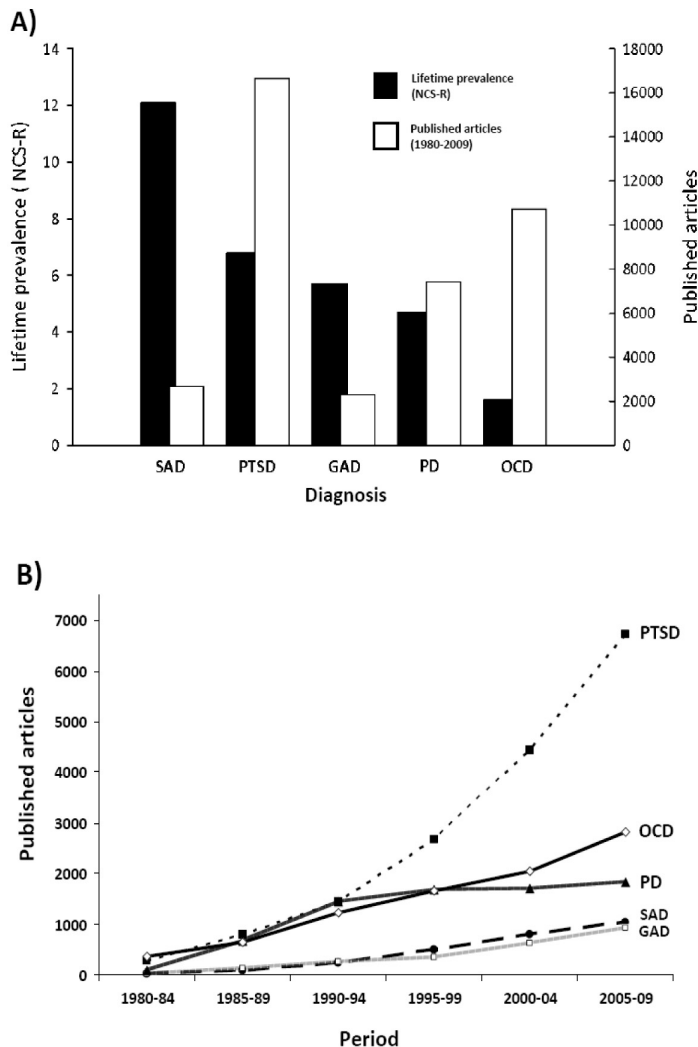 A)
14
12
10
8
6
4
2
0
Lifetime prevalence ( NCS-R)
Lifetime prevalence
(NCS-R)
Published articles
(1980-2009)
18000
16000
14000
12000
10000
8000
6000
4000
2000
0
Published articles
SAD PTSD GAD PD OCD
Diagnosis
B)
7000
6000
5000
4000
3000
2000
1000
0
Published articles
PTSD
OCD
PD
SAD
GAD
1980-84 1985-89 1990-94 1995-99 2000-04 2005-09
Period